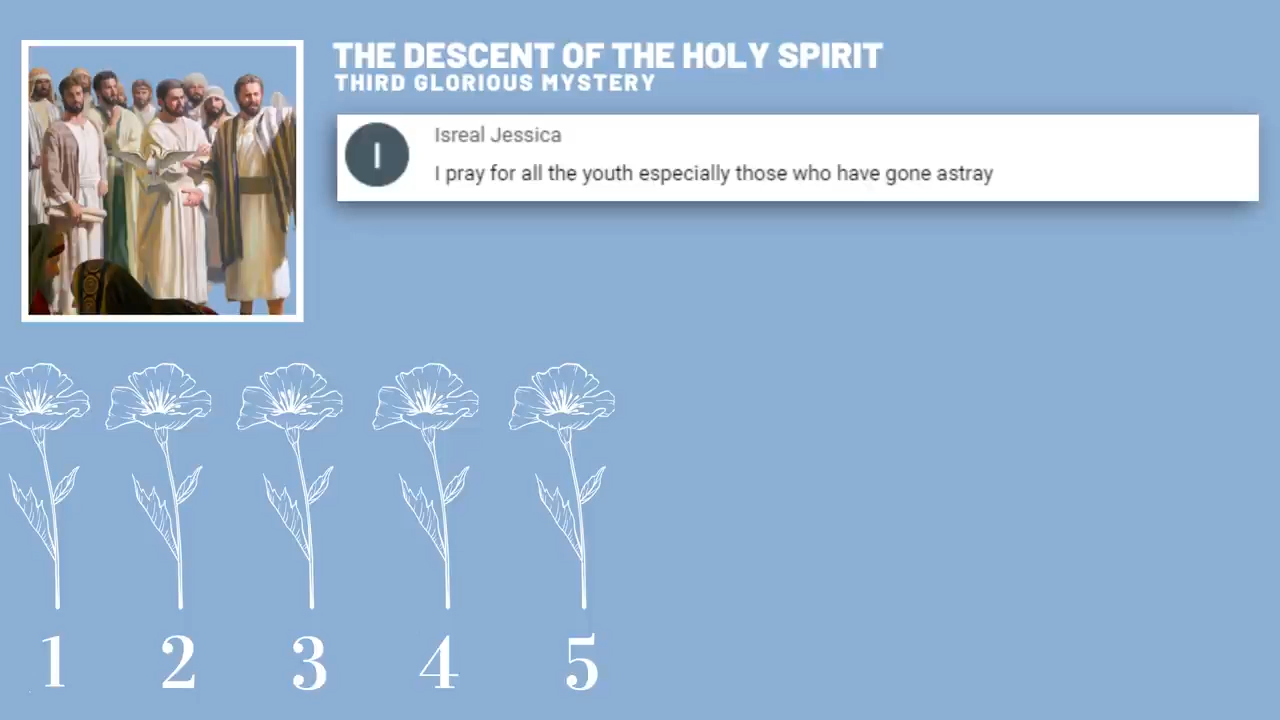 THE DESCENT OF THE HOLY SPIRIT
THIRD GLORIOUS MYSTERY
I
Isreal Jessica
I pray for all the youth especially those who have gone astray
1 2 3 4 5